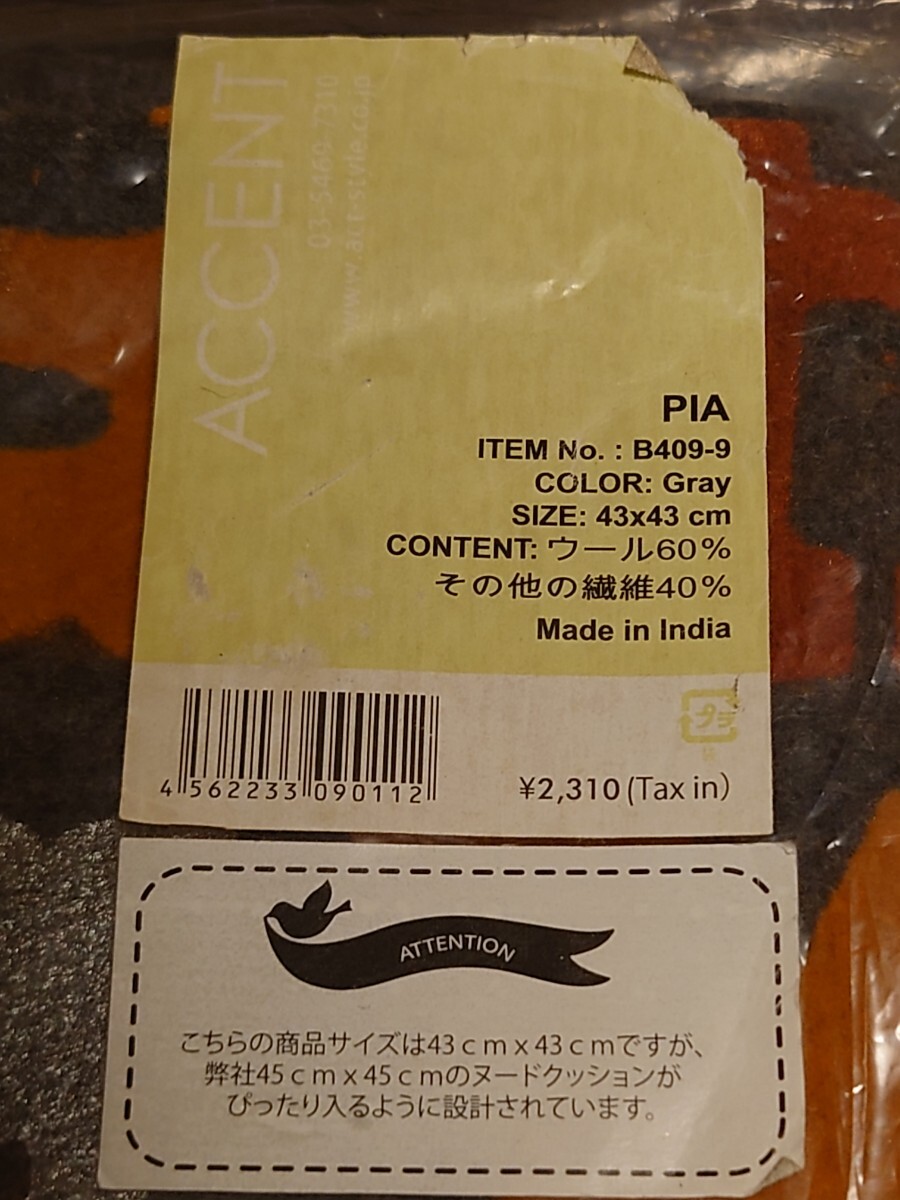 ACCENT
03-5469-7310
www.acct-style.co.jp
PIA
ITEM No. : B409-9
COLOR: Gray
SIZE: 43x43 cm
CONTENT: ウール60%
その他の繊維40%
Made in India
4 562233 090112
¥2,310 (Tax in)
プラ
ATTENTION
こちらの商品サイズは43ｃｍｘ43ｃｍですが、
弊社45ｃｍｘ45ｃｍのヌードクッションが
ぴったり入るように設計されています。